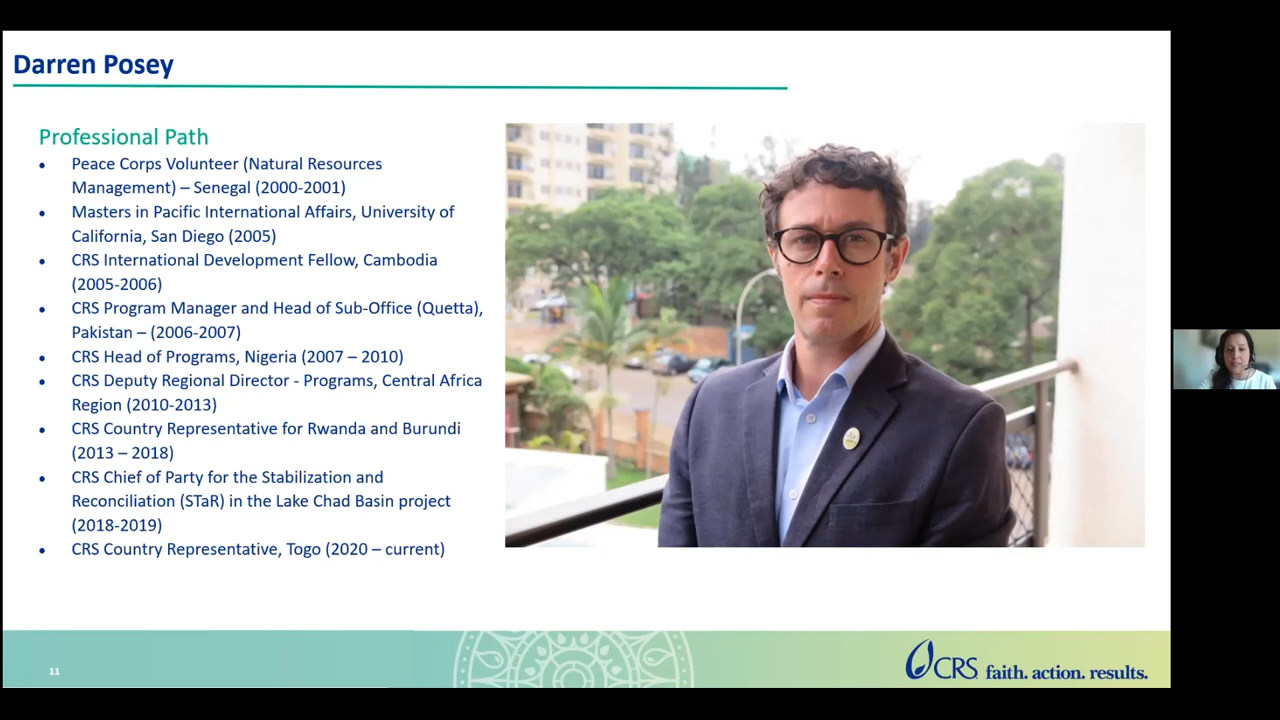 Darren Posey
Professional Path
• Peace Corps Volunteer (Natural Resources
Management) – Senegal (2000-2001)
• Masters in Pacific International Affairs, University of
California, San Diego (2005)
• CRS International Development Fellow, Cambodia
(2005-2006)
• CRS Program Manager and Head of Sub-Office (Quetta),
Pakistan – (2006-2007)
• CRS Head of Programs, Nigeria (2007 – 2010)
• CRS Deputy Regional Director - Programs, Central Africa
Region (2010-2013)
• CRS Country Representative for Rwanda and Burundi
(2013 – 2018)
• CRS Chief of Party for the Stabilization and
Reconciliation (STaR) in the Lake Chad Basin project
(2018-2019)
• CRS Country Representative, Togo (2020 – current)
11
CRS faith. action. results.